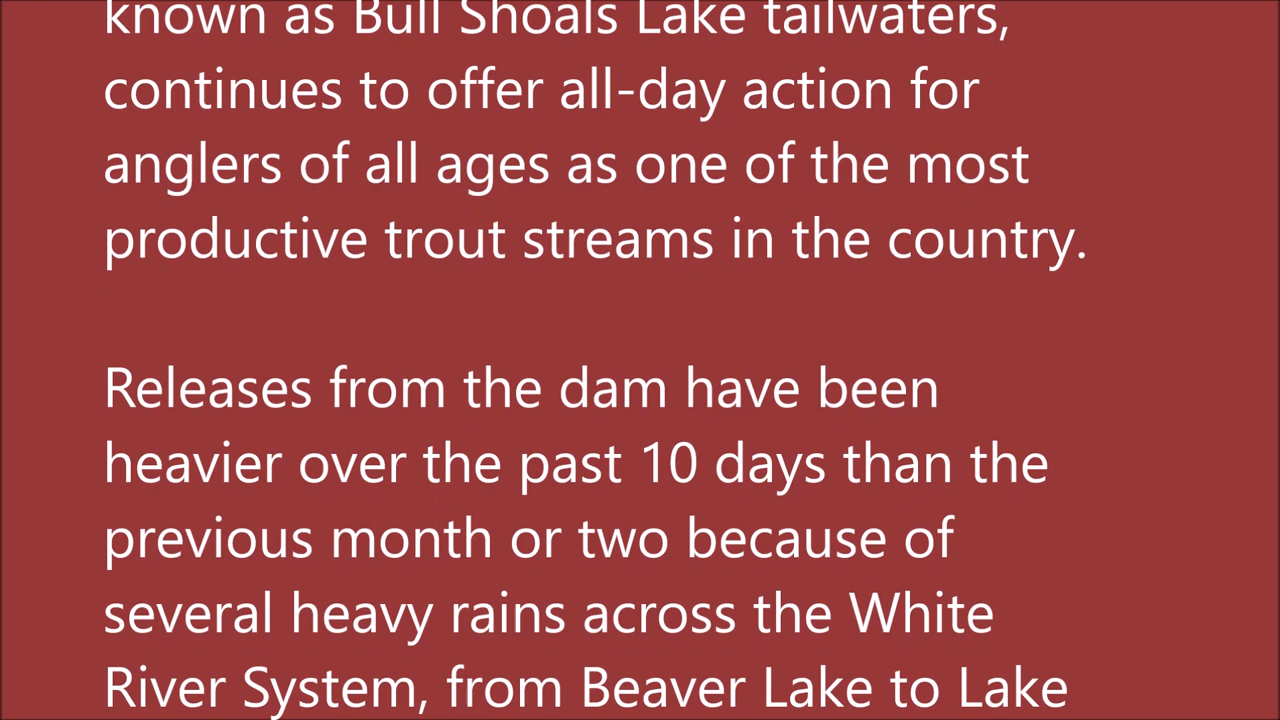 known as Bull Shoals Lake tailwaters,
continues to offer all-day action for
anglers of all ages as one of the most
productive trout streams in the country.
Releases from the dam have been
heavier over the past 10 days than the
previous month or two because of
several heavy rains across the White
River System, from Beaver Lake to Lake